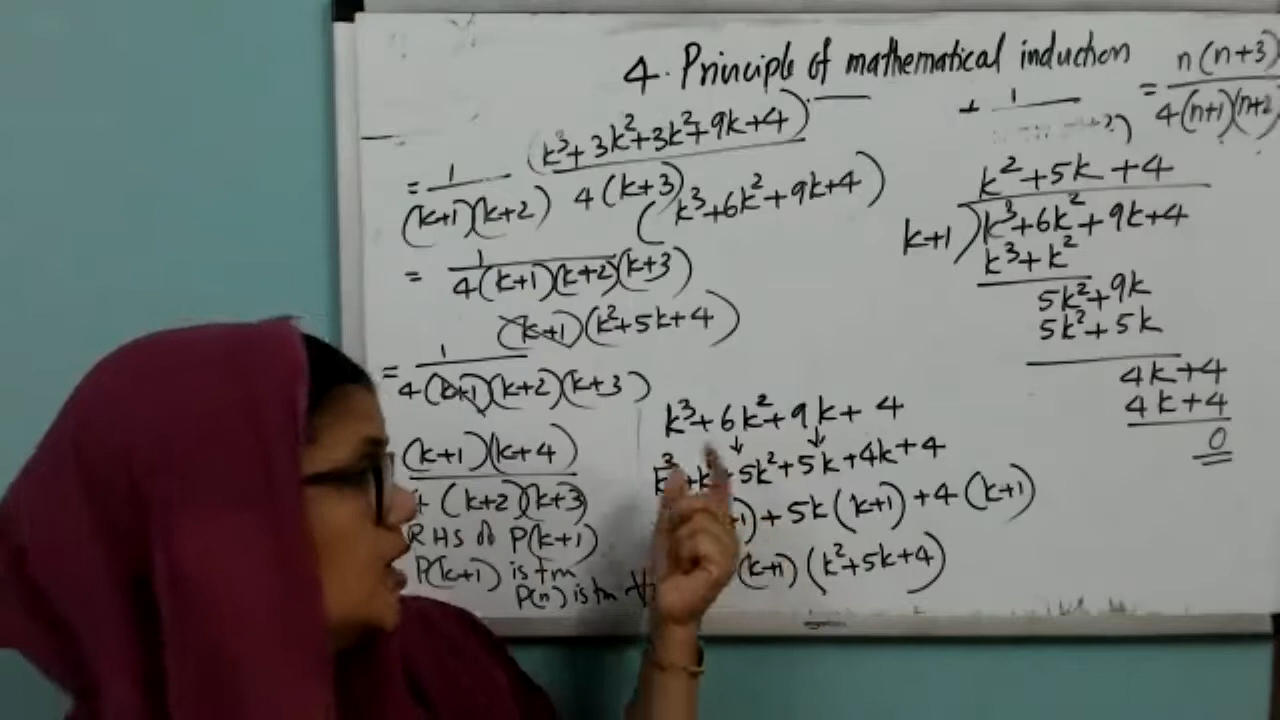 4. Principle of mathematical induction
+ 1 = n(n+3)
4(n+1)(n+2)
(k³+3k²+3k²+9k+4)
= 1
(k+1)(k+2) 4(k+3)
(k³+6k²+9k+4)
= 1
4(k+1)(k+2)(k+3)
(k+1)(k²+5k+4)
= 1
4(k+1)(k+2)(k+3)
(k+1)(k+4)
(k+2)(k+3)
RHS of P(k+1)
P(k+1) is true
P(n) is true ∀
k³+6k²+9k+4
k³+k²+5k²+5k+4k+4
+1)+5k(k+1)+4(k+1)
(k+1)(k²+5k+4)
k²+5k+4
k+1)k³+6k²+9k+4
k³+k²
5k²+9k
5k²+5k
4k+4
4k+4
0